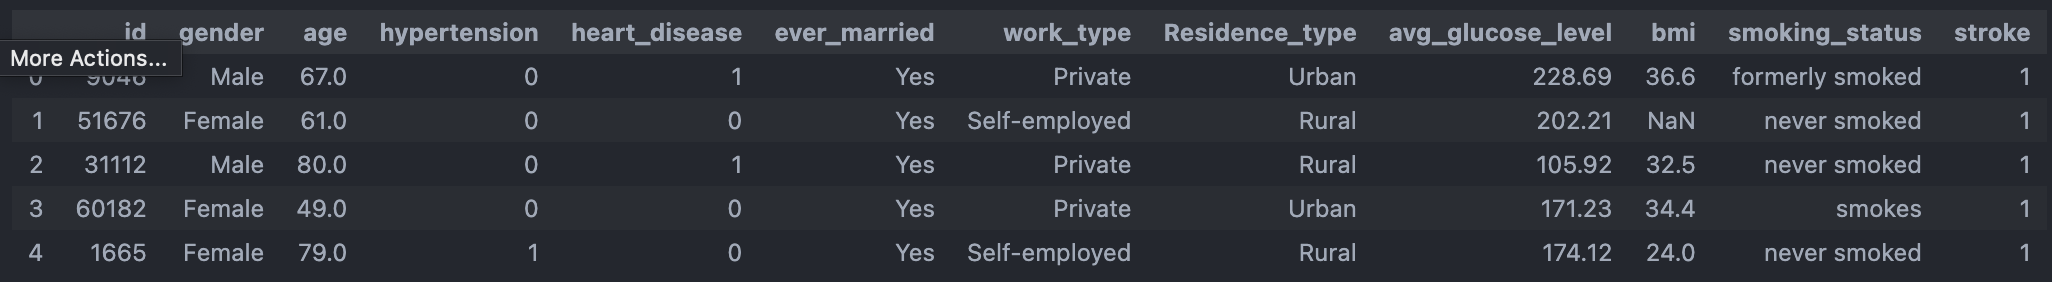 id gender age hypertension heart_disease ever_married work_type Residence_type avg_glucose_level bmi smoking_status stroke
More Actions...
0 9046 Male 67.0 0 1 Yes Private Urban 228.69 36.6 formerly smoked 1
1 51676 Female 61.0 0 0 Yes Self-employed Rural 202.21 NaN never smoked 1
2 31112 Male 80.0 0 1 Yes Private Rural 105.92 32.5 never smoked 1
3 60182 Female 49.0 0 0 Yes Private Urban 171.23 34.4 smokes 1
4 1665 Female 79.0 1 0 Yes Self-employed Rural 174.12 24.0 never smoked 1